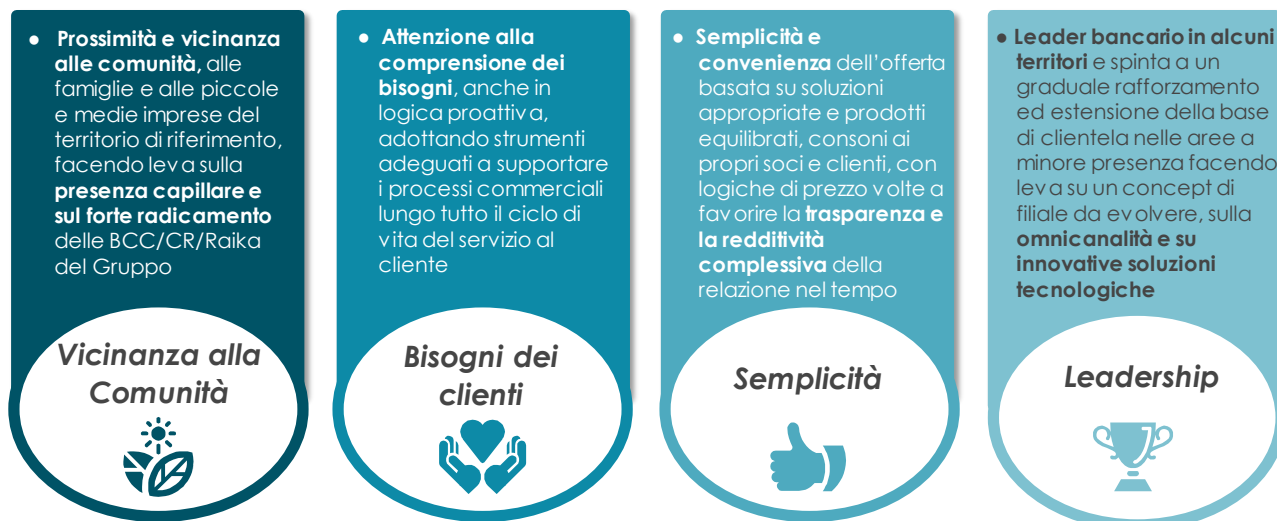 ● Prossimità e vicinanza
alle comunità, alle
famiglie e alle piccole
e medie imprese del
territorio di riferimento,
facendo leva sulla
presenza capillare e
sul forte radicamento
delle BCC/CR/Raika
del Gruppo
Vicinanza alla
Comunità
● Attenzione alla
comprensione dei
bisogni, anche in
logica proattiva,
adottando strumenti
adeguati a supportare
i processi commerciali
lungo tutto il ciclo di
vita del servizio al
cliente
Bisogni dei
clienti
● Semplicità e
convenienza dell'offerta
basata su soluzioni
appropriate e prodotti
equilibrati, consoni ai
propri soci e clienti, con
logiche di prezzo volte a
favorire la trasparenza e
la redditività
complessiva della
relazione nel tempo
Semplicità
● Leader bancario in alcuni
territori e spinta a un
graduale rafforzamento
ed estensione della base
di clientela nelle aree a
minore presenza facendo
leva su un concept di
filiale da evolvere, sulla
omnicanalità e su
innovative soluzioni
tecnologiche
Leadership